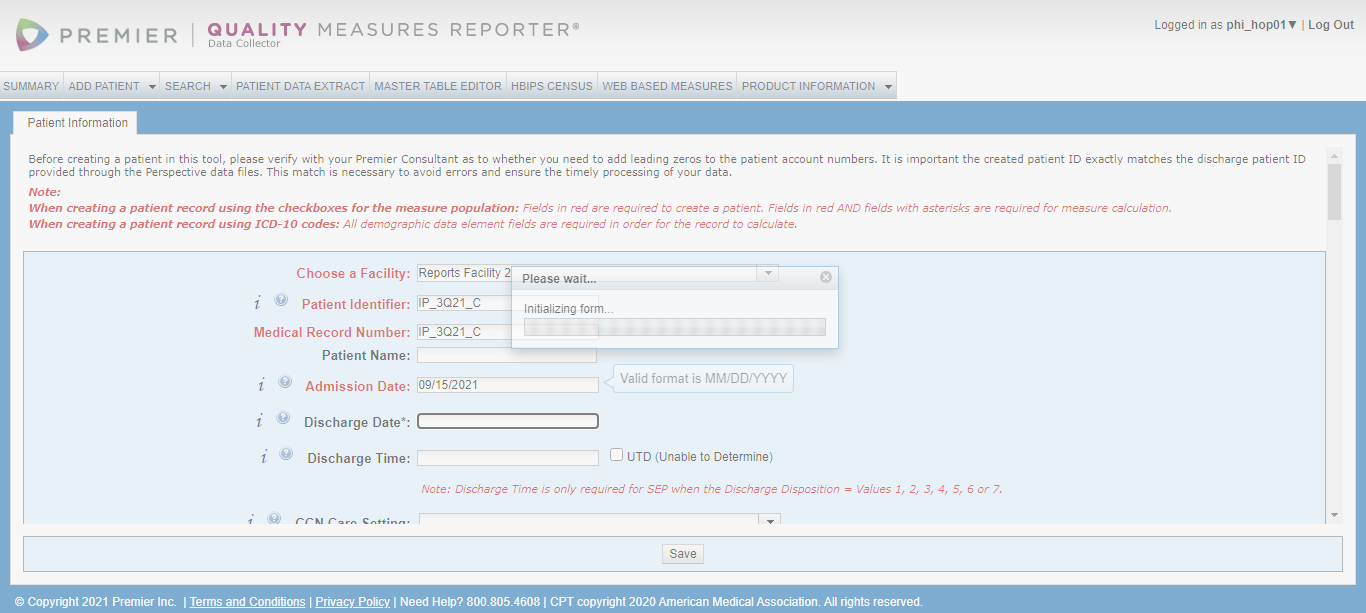 PREMIER
QUALITY MEASURES REPORTER®
Data Collector
Logged in as phi_hop01▼ | Log Out
SUMMARY ADD PATIENT SEARCH PATIENT DATA EXTRACT MASTER TABLE EDITOR HBIPS CENSUS WEB BASED MEASURES PRODUCT INFORMATION
Patient Information
Before creating a patient in this tool, please verify with your Premier Consultant as to whether you need to add leading zeros to the patient account numbers. It is important the created patient ID exactly matches the discharge patient ID
provided through the Perspective data files. This match is necessary to avoid errors and ensure the timely processing of your data.
Note:
When creating a patient record using the checkboxes for the measure population: Fields in red are required to create a patient. Fields in red AND fields with asterisks are required for measure calculation.
When creating a patient record using ICD-10 codes: All demographic data element fields are required in order for the record to calculate.
Choose a Facility: Reports Facility 2
Please wait...
Initializing form...
i ? Patient Identifier: IP_3Q21_C
Medical Record Number: IP_3Q21_C
Patient Name:
i ? Admission Date: 09/15/2021 Valid format is MM/DD/YYYY
i ? Discharge Date*:
i ? Discharge Time: UTD (Unable to Determine)
Note: Discharge Time is only required for SEP when the Discharge Disposition = Values 1, 2, 3, 4, 5, 6 or 7.
i ? CCN Care Setting:
Save
© Copyright 2021 Premier Inc. | Terms and Conditions | Privacy Policy | Need Help? 800.805.4608 | CPT copyright 2020 American Medical Association. All rights reserved.